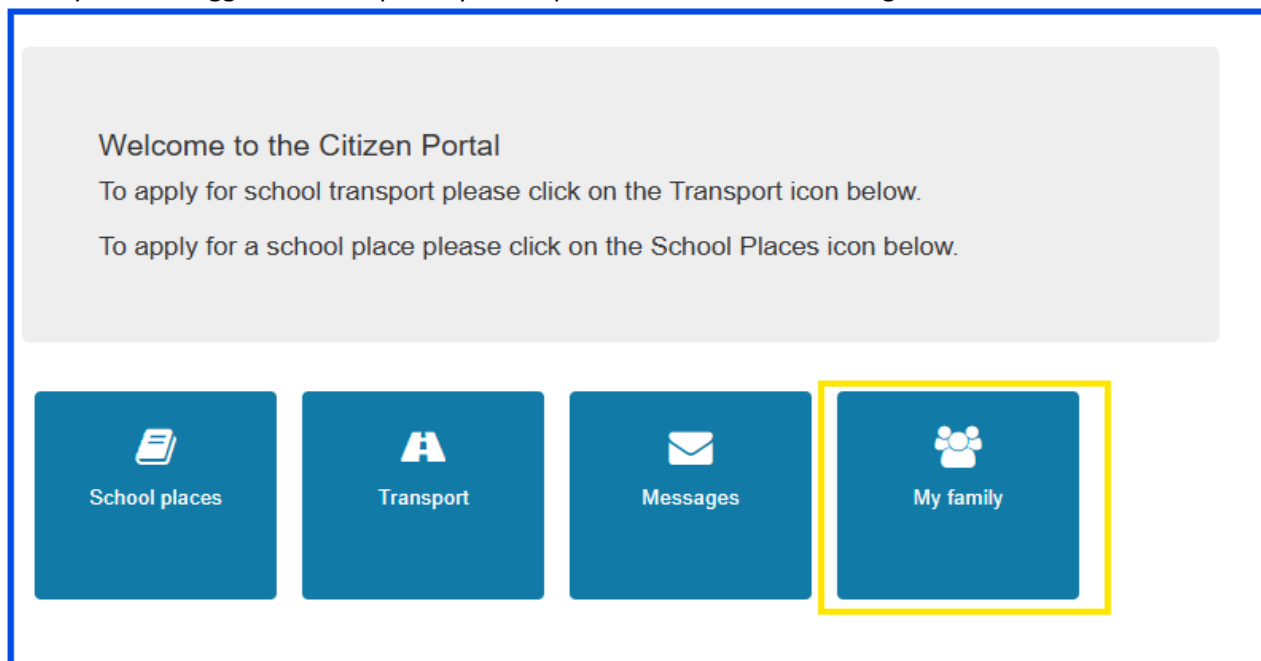 Welcome to the Citizen Portal
To apply for school transport please click on the Transport icon below.
To apply for a school place please click on the School Places icon below.
School places
Transport
Messages
My family